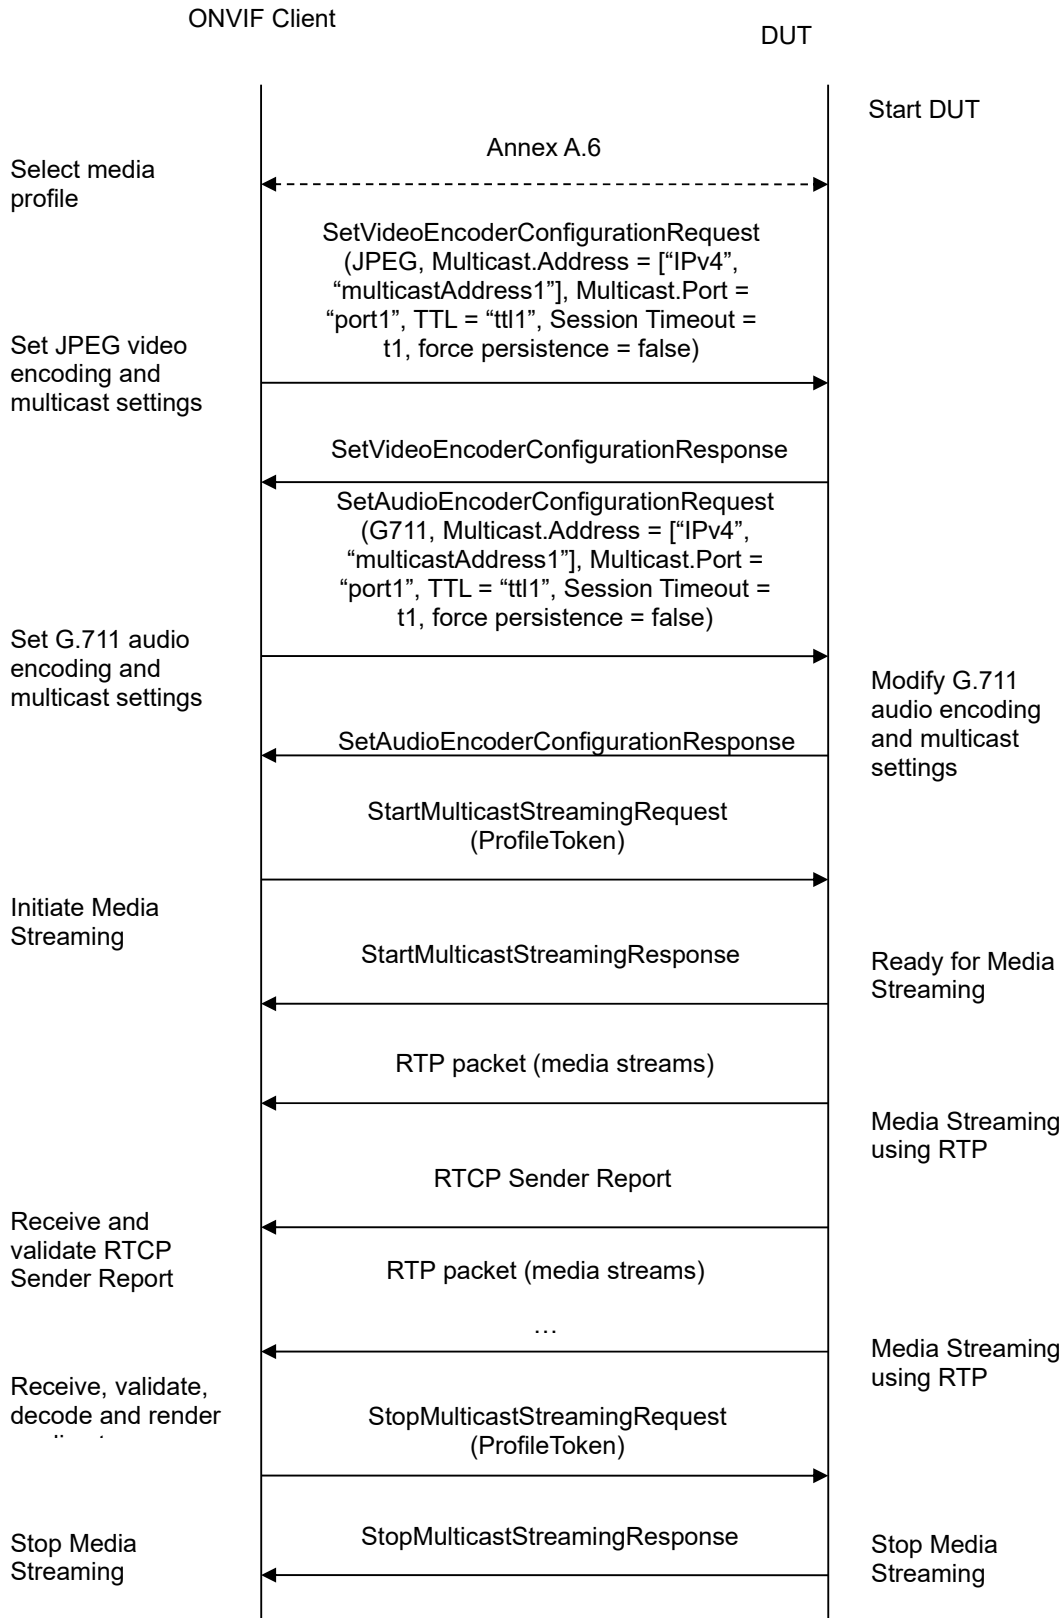 ONVIF Client
DUT
Start DUT
Annex A.6
Select media
profile
SetVideoEncoderConfigurationRequest
(JPEG, Multicast.Address = [“IPv4”,
“multicastAddress1”], Multicast.Port =
“port1”, TTL = “ttl1”, Session Timeout =
t1, force persistence = false)
Set JPEG video
encoding and
multicast settings
SetVideoEncoderConfigurationResponse
SetAudioEncoderConfigurationRequest
(G711, Multicast.Address = [“IPv4”,
“multicastAddress1”], Multicast.Port =
“port1”, TTL = “ttl1”, Session Timeout =
t1, force persistence = false)
Set G.711 audio
encoding and
multicast settings
Modify G.711
audio encoding
and multicast
settings
SetAudioEncoderConfigurationResponse
StartMulticastStreamingRequest
(ProfileToken)
Initiate Media
Streaming
StartMulticastStreamingResponse
Ready for Media
Streaming
RTP packet (media streams)
Media Streaming
using RTP
RTCP Sender Report
Receive and
validate RTCP
Sender Report
RTP packet (media streams)
…
Media Streaming
using RTP
Receive, validate,
decode and render
StopMulticastStreamingRequest
(ProfileToken)
StopMulticastStreamingResponse
Stop Media
Streaming
Stop Media
Streaming